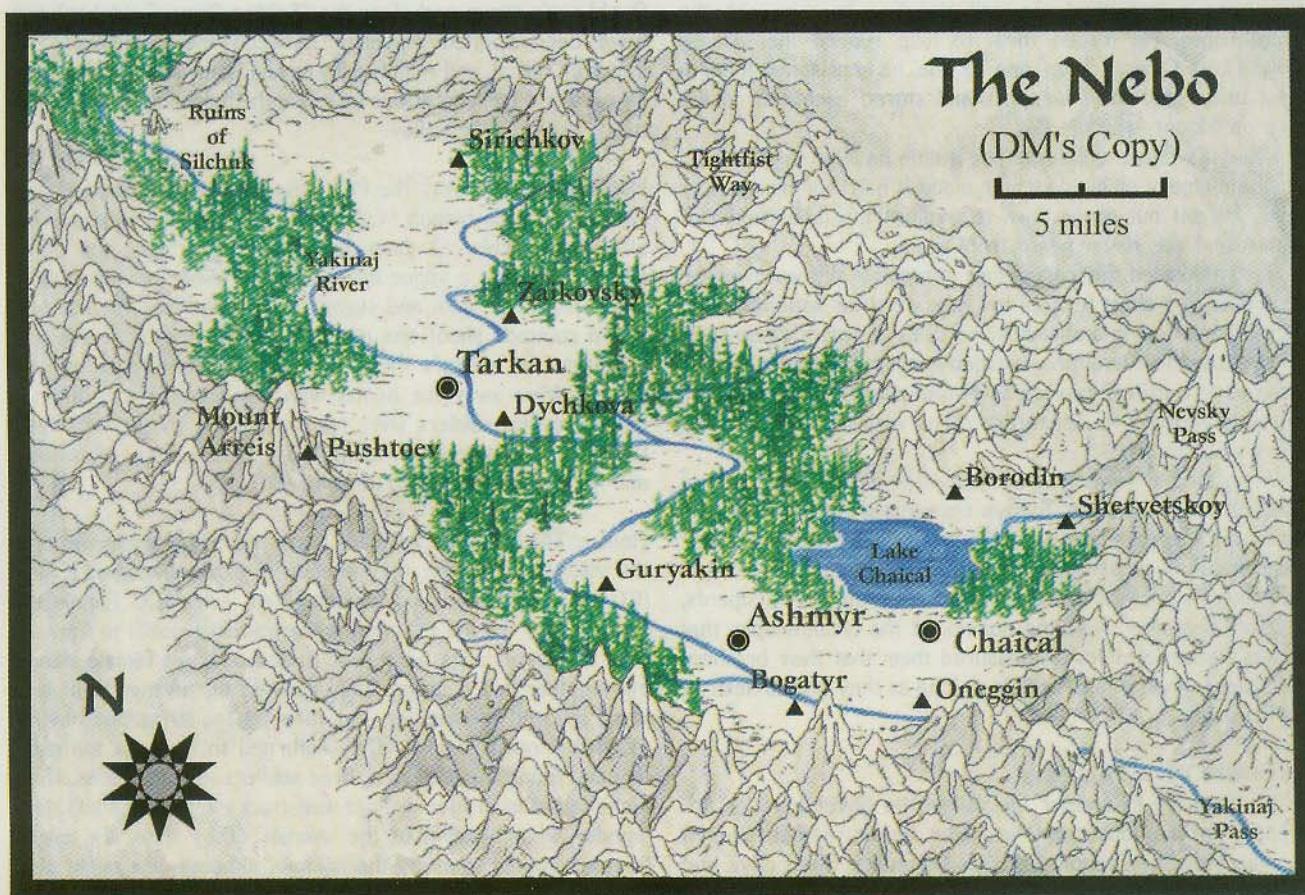 The Nebo
(DM's Copy)
5 miles
Ruins
of
Silchuk
Sirichkov
Tightfist
Way
Yakinaj
River
Zaikovsky
Tarkan
Dychkova
Mount
Arreis
Pushtoev
Nevsky
Pass
Borodin
Shervetskoy
Lake
Chaical
Guryakin
Ashmyr
Chaical
Bogatyr
Oneggin
N
Yakinaj
Pass